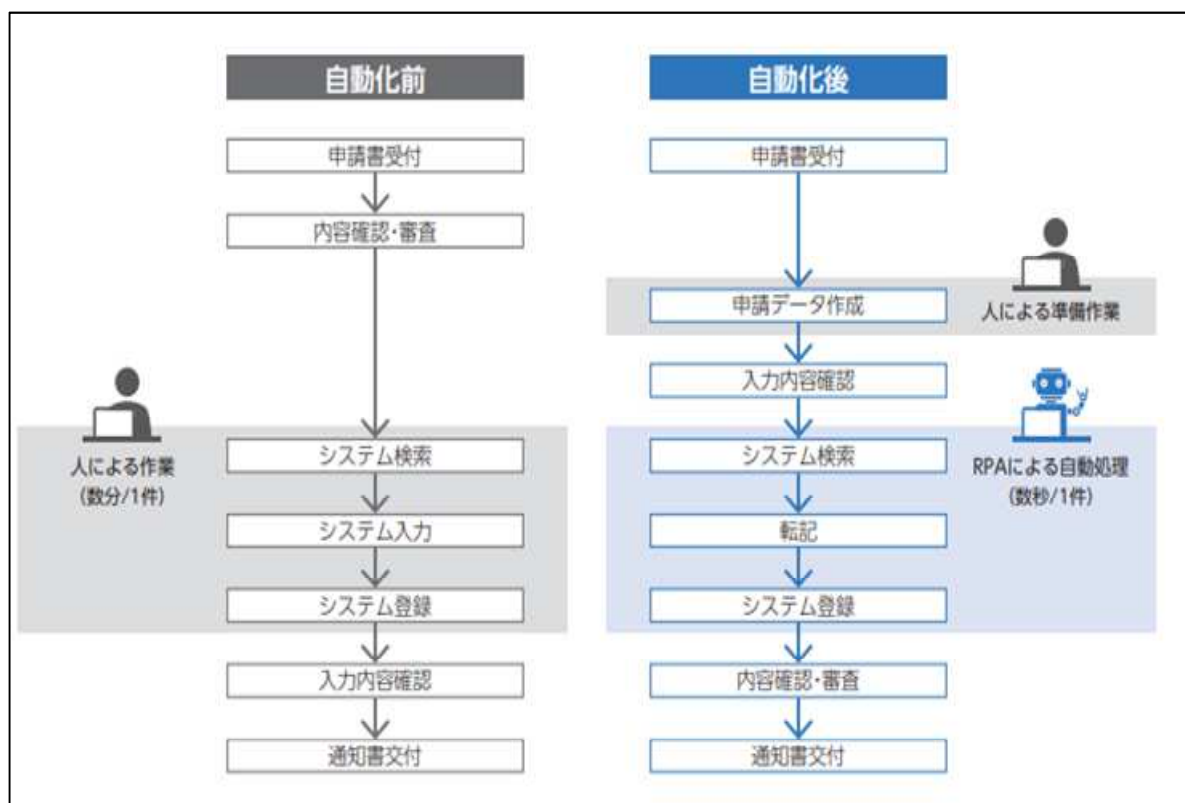 自動化前
申請書受付
内容確認・審査
人による作業
(数分/1件)
システム検索
システム入力
システム登録
入力内容確認
通知書交付
自動化後
申請書受付
申請データ作成
人による準備作業
入力内容確認
システム検索
RPAによる自動処理
(数秒/1件)
転記
システム登録
内容確認・審査
通知書交付